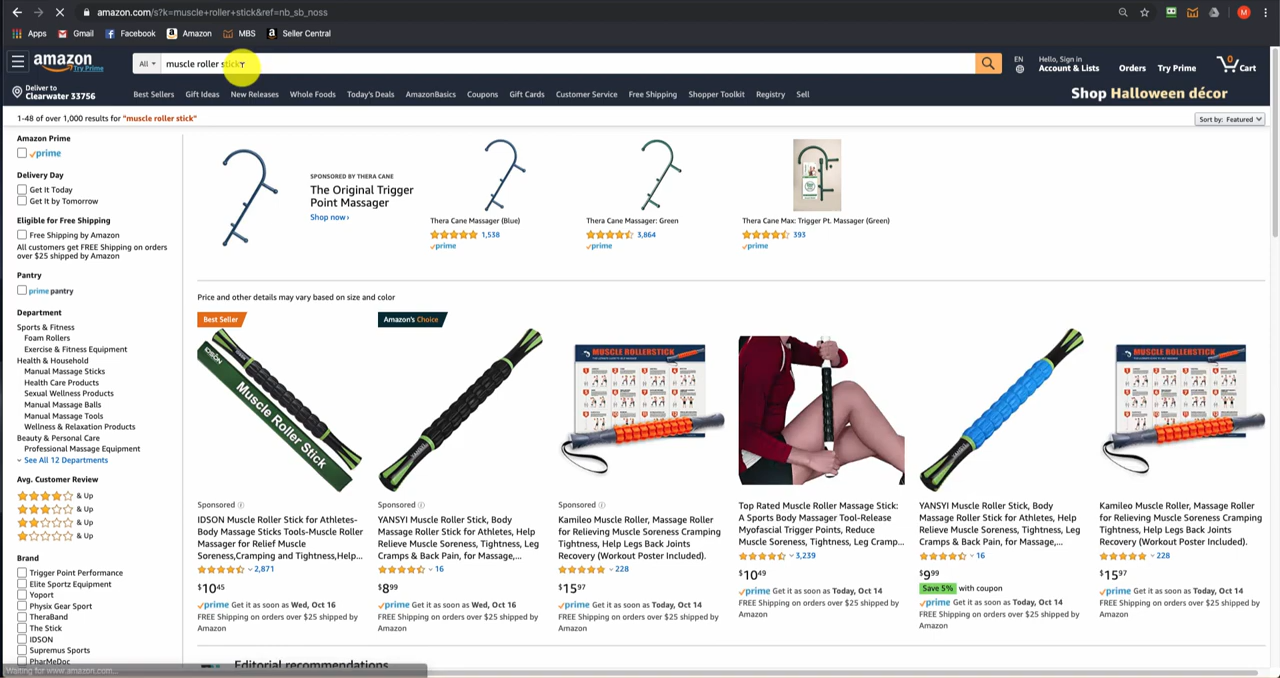 amazon.com/s?k=muscle+roller+stick&ref=nb_sb_noss
M
Apps
Gmail
Facebook
Amazon
MBS
Seller Central
amazon
Try Prime
All
muscle roller stick
EN
Hello, Sign in
Account & Lists
Orders
Try Prime
0
Cart
Deliver to
Clearwater 33756
Best Sellers Gift Ideas New Releases Whole Foods Today's Deals AmazonBasics Coupons Gift Cards Customer Service Free Shipping Shopper Toolkit Registry Sell
Shop Halloween décor
1-48 of over 1,000 results for "muscle roller stick"
Sort by: Featured
Amazon Prime
prime
Delivery Day
Get It Today
Get It by Tomorrow
Eligible for Free Shipping
Free Shipping by Amazon
All customers get FREE Shipping on orders
over $25 shipped by Amazon
Pantry
prime pantry
Department
Sports & Fitness
Foam Rollers
Exercise & Fitness Equipment
Health & Household
Manual Massage Sticks
Health Care Products
Sexual Wellness Products
Manual Massage Balls
Manual Massage Tools
Wellness & Relaxation Products
Beauty & Personal Care
Professional Massage Equipment
See All 12 Departments
Avg. Customer Review
& Up
& Up
& Up
& Up
Brand
Trigger Point Performance
Elite Sportz Equipment
Yoport
Physix Gear Sport
TheraBand
The Stick
IDSON
Supremus Sports
PharMeDoc
Waiting for www.amazon.com...
SPONSORED BY THERA CANE
The Original Trigger
Point Massager
Shop now›
Thera Cane Massager (Blue)
1,538
prime
Thera Cane Massager: Green
3,864
prime
Thera Cane Max: Trigger Pt. Massager (Green)
393
prime
Price and other details may vary based on size and color
Best Seller
IDSON
Muscle Roller Stick
Sponsored
IDSON Muscle Roller Stick for Athletes-
Body Massage Sticks Tools-Muscle Roller
Massager for Relief Muscle
Soreness,Cramping and Tightness,Help...
2,871
$10 45
prime Get it as soon as Wed, Oct 16
FREE Shipping on orders over $25 shipped by
Amazon
Amazon's Choice
Sponsored
YANSYI Muscle Roller Stick, Body
Massage Roller Stick for Athletes, Help
Relieve Muscle Soreness, Tightness, Leg
Cramps & Back Pain, for Massage,...
16
$8 99
prime Get it as soon as Wed, Oct 16
FREE Shipping on orders over $25 shipped by
Amazon
MUSCLE ROLLERSTICK
Sponsored
Kamileo Muscle Roller, Massage Roller
for Relieving Muscle Soreness Cramping
Tightness, Help Legs Back Joints
Recovery (Workout Poster Included).
228
$15 97
prime Get it as soon as Today, Oct 14
FREE Shipping on orders over $25 shipped by
Amazon
Top Rated Muscle Roller Massage Stick:
A Sports Body Massager Tool-Release
Myofascial Trigger Points, Reduce
Muscle Soreness, Tightness, Leg Cramp...
3,239
$10 49
prime Get it as soon as Today, Oct 14
FREE Shipping on orders over $25 shipped by
Amazon
YANSYI Muscle Roller Stick, Body
Massage Roller Stick for Athletes, Help
Relieve Muscle Soreness, Tightness, Leg
Cramps & Back Pain, for Massage,...
16
$9 99
Save 5% with coupon
prime Get it as soon as Today, Oct 14
FREE Shipping on orders over $25 shipped by
Amazon
MUSCLE ROLLERSTICK
Kamileo Muscle Roller, Massage Roller
for Relieving Muscle Soreness Cramping
Tightness, Help Legs Back Joints
Recovery (Workout Poster Included).
228
$15 97
prime Get it as soon as Today, Oct 14
FREE Shipping on orders over $25 shipped by
Amazon
Editorial recommendations